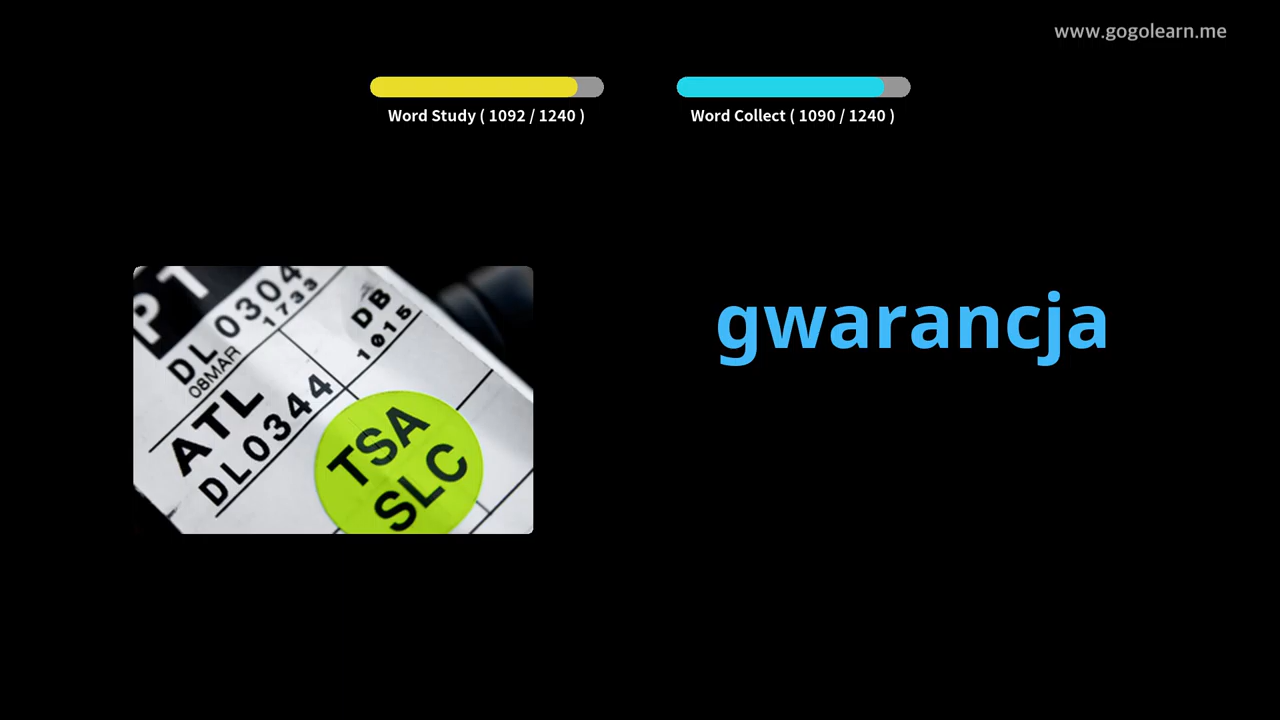 www.gogolearn.me
Word Study ( 1092 / 1240 )
Word Collect ( 1090 / 1240 )
gwarancja
P1
DL0304
1733
08MAR
DB
1015
ATL
DL0344
TSA
SLC